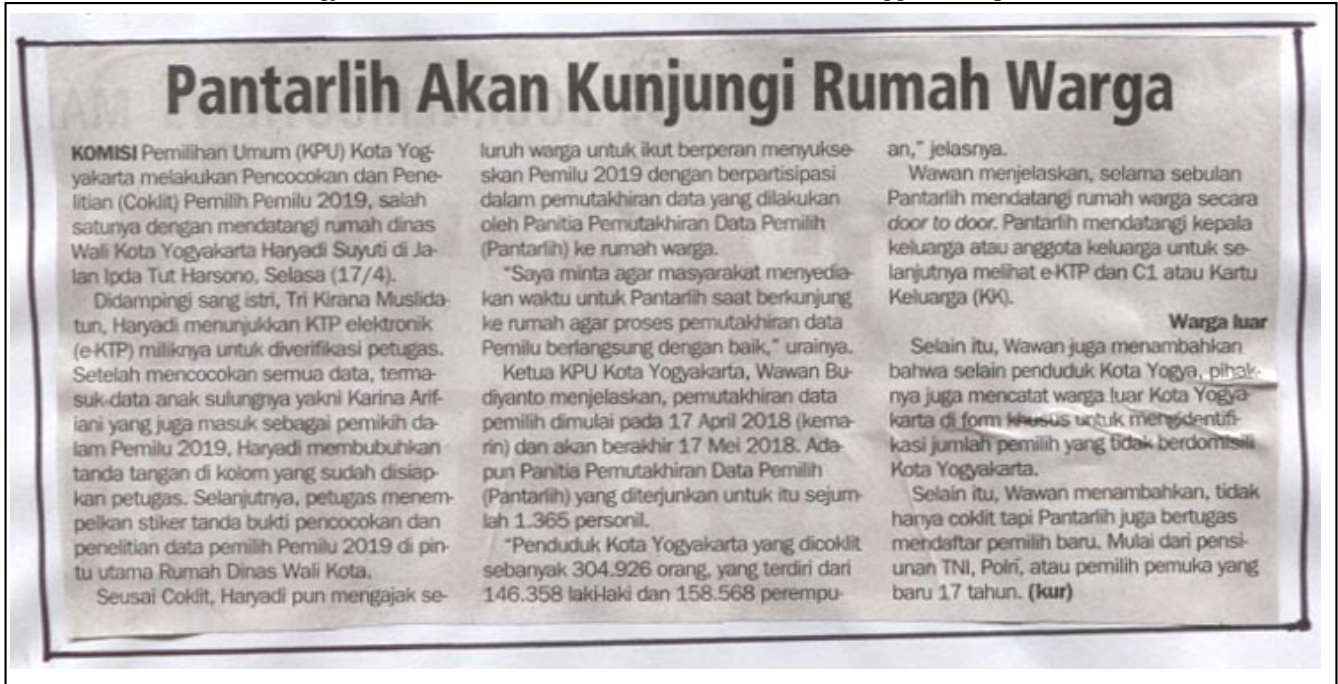 Pantarlih Akan Kunjungi Rumah Warga
KOMISI Pemilihan Umum (KPU) Kota Yog-
yakarta melakukan Pencocokan dan Pene-
litian (Coklit) Pemilih Pemilu 2019, salah
satunya dengan mendatangi rumah dinas
Wali Kota Yogyakarta Haryadi Suyuti di Ja-
lan Ipda Tut Harsono, Selasa (17/4).
Didampingi sang istri, Tri Kirana Muslida-
tun, Haryadi menunjukkan KTP elektronik
(e-KTP) miliknya untuk diverifikasi petugas.
Setelah mencocokan semua data, terma-
suk data anak sulungnya yakni Karina Arif-
iani yang juga masuk sebagai pemikih da-
lam Pemilu 2019, Haryadi membubuhkan
tanda tangan di kolom yang sudah disiap-
kan petugas. Selanjutnya, petugas menem-
pelkan stiker tanda bukti pencocokan dan
penelitian data pemilih Pemilu 2019 di pin-
tu utama Rumah Dinas Wali Kota.
Seusai Coklit, Haryadi pun mengajak se-
luruh warga untuk ikut berperan menyukse-
skan Pemilu 2019 dengan berpartisipasi
dalam pemutakhiran data yang dilakukan
oleh Panitia Pemutakhiran Data Pemilih
(Pantarlih) ke rumah warga.
"Saya minta agar masyarakat menyedia-
kan waktu untuk Pantarlih saat berkunjung
ke rumah agar proses pemutakhiran data
Pemilu berlangsung dengan baik," urainya.
Ketua KPU Kota Yogyakarta, Wawan Bu-
diyanto menjelaskan, pemutakhiran data
pemilih dimulai pada 17 April 2018 (kema-
rin) dan akan berakhir 17 Mei 2018. Ada-
pun Panitia Pemutakhiran Data Pemilih
(Pantarlih) yang diterjunkan untuk itu sejum-
lah 1.365 personil.
"Penduduk Kota Yogyakarta yang dicoklit
sebanyak 304.926 orang, yang terdiri dari
146.358 laki-laki dan 158.568 perempu-
an," jelasnya.
Wawan menjelaskan, selama sebulan
Pantarlih mendatangi rumah warga secara
door to door. Pantarlih mendatangi kepala
keluarga atau anggota keluarga untuk se-
lanjutnya melihat e-KTP dan C1 atau Kartu
Keluarga (KK).
Warga luar
Selain itu, Wawan juga menambahkan
bahwa selain penduduk Kota Yogya, pihak-
nya juga mencatat warga luar Kota Yogya-
karta di form khusus untuk mengidentifi-
kasi jumlah pemilih yang tidak berdomisili
Kota Yogyakarta.
Selain itu, Wawan menambahkan, tidak
hanya coklit tapi Pantarlih juga bertugas
mendaftar pemilih baru. Mulai dari pensi-
unan TNI, Polri, atau pemilih pemuka yang
baru 17 tahun. (kur)